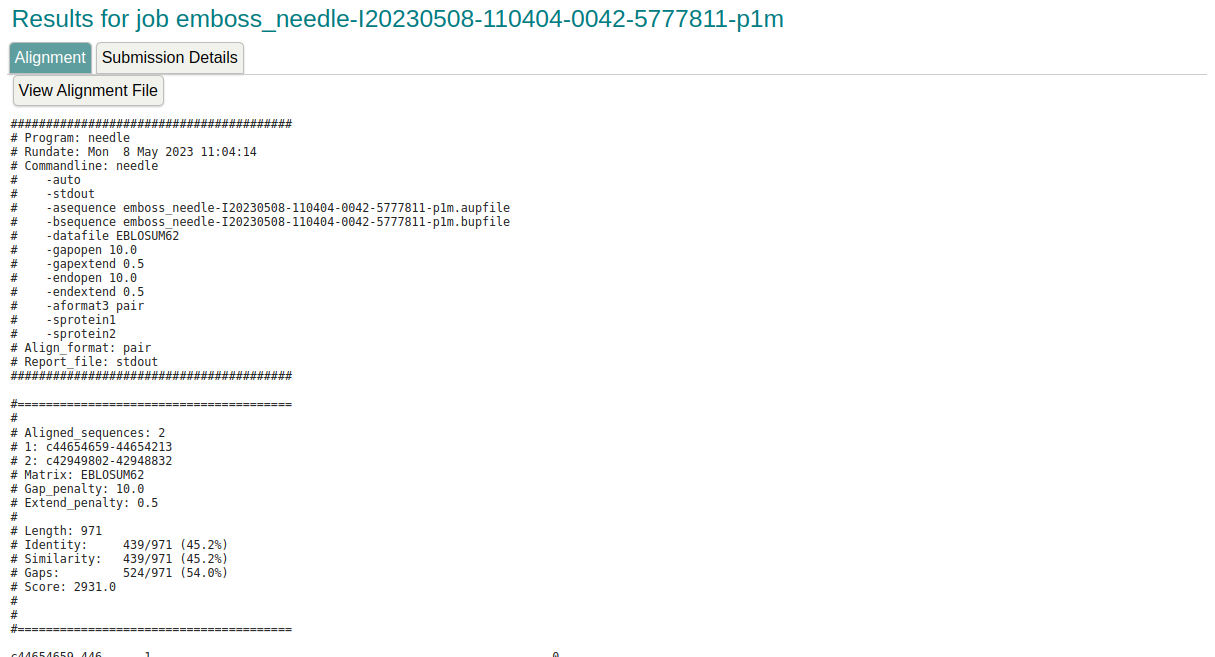 Results for job emboss_needle-I20230508-110404-0042-5777811-p1m
Alignment Submission Details
View Alignment File
########################################
# Program: needle
# Rundate: Mon  8 May 2023 11:04:14
# Commandline: needle
#    -auto
#    -stdout
#    -asequence emboss_needle-I20230508-110404-0042-5777811-p1m.aupfile
#    -bsequence emboss_needle-I20230508-110404-0042-5777811-p1m.bupfile
#    -datafile EBLOSUM62
#    -gapopen 10.0
#    -gapextend 0.5
#    -endopen 10.0
#    -endextend 0.5
#    -aformat3 pair
#    -sprotein1
#    -sprotein2
# Align_format: pair
# Report_file: stdout
########################################
#=======================================
#
# Aligned_sequences: 2
# 1: c44654659-44654213
# 2: c42949802-42948832
# Matrix: EBLOSUM62
# Gap_penalty: 10.0
# Extend_penalty: 0.5
#
# Length: 971
# Identity:     439/971 (45.2%)
# Similarity:   439/971 (45.2%)
# Gaps:         524/971 (54.0%)
# Score: 2931.0
#
#
#=======================================
c44654659-446      1                                                         0